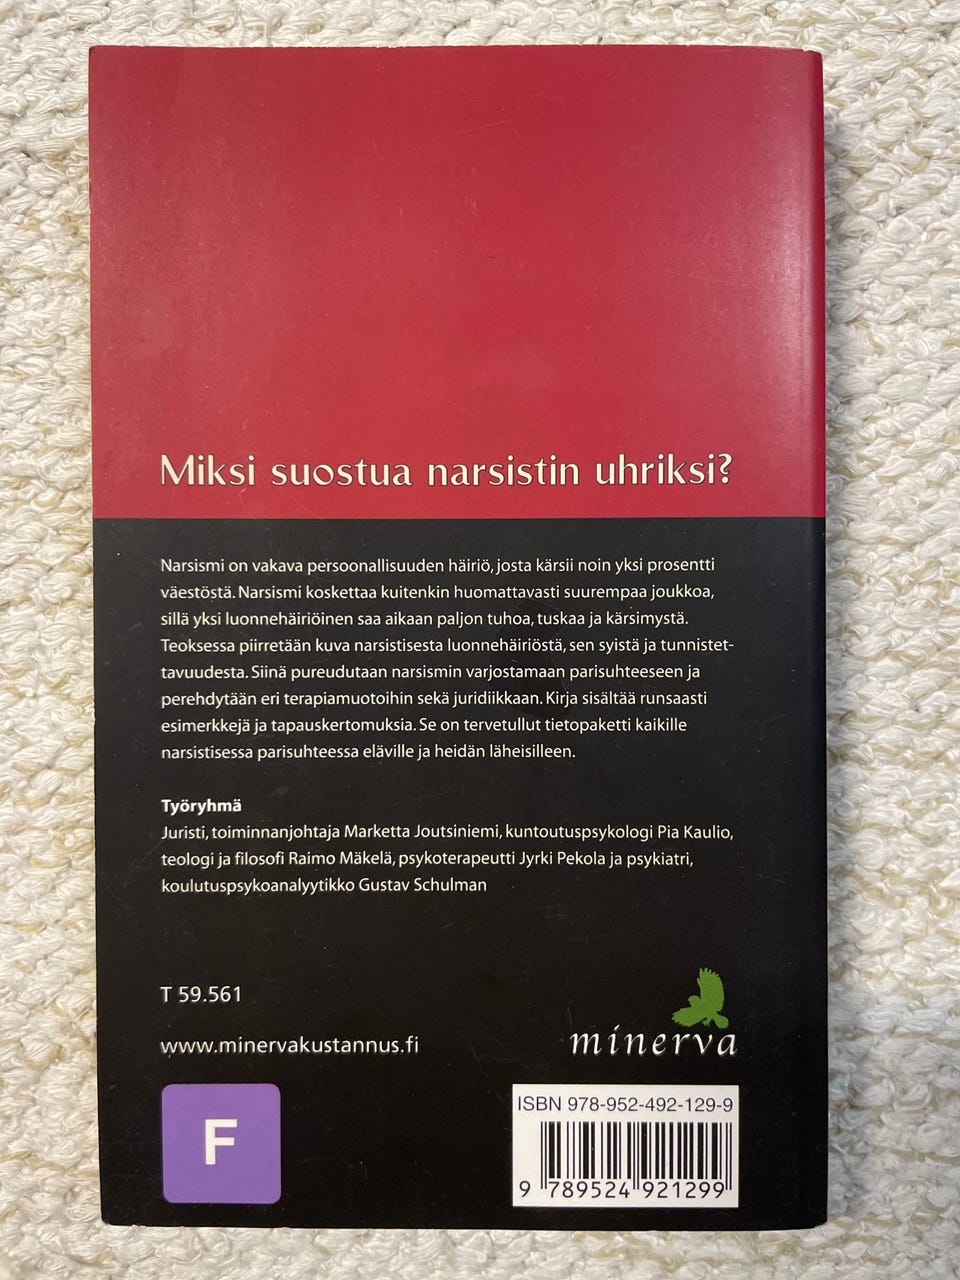 Miksi suostua narsistin uhriksi?
Narsismi on vakava persoonallisuuden häiriö, josta kärsii noin yksi prosentti
väestöstä. Narsismi koskettaa kuitenkin huomattavasti suurempaa joukkoa,
sillä yksi luonnehäiriöinen saa aikaan paljon tuhoa, tuskaa ja kärsimystä.
Teoksessa piirretään kuva narsistisesta luonnehäiriöstä, sen syistä ja tunnistet-
tavuudesta. Siinä pureudutaan narsismin varjostamaan parisuhteeseen ja
perehdytään eri terapiamuotoihin sekä juridiikkaan. Kirja sisältää runsaasti
esimerkkejä ja tapauskertomuksia. Se on tervetullut tietopaketti kaikille
narsistisessa parisuhteessa eläville ja heidän läheisilleen.
Työryhmä
Juristi, toiminnanjohtaja Marketta Joutsiniemi, kuntoutuspsykologi Pia Kaulio,
teologi ja filosofi Raimo Mäkelä, psykoterapeutti Jyrki Pekola ja psykiatri,
koulutuspsykoanalyytikko Gustav Schulman
T 59.561
www.minervakustannus.fi
minerva
F
ISBN 978-952-492-129-9
9 789524 921299